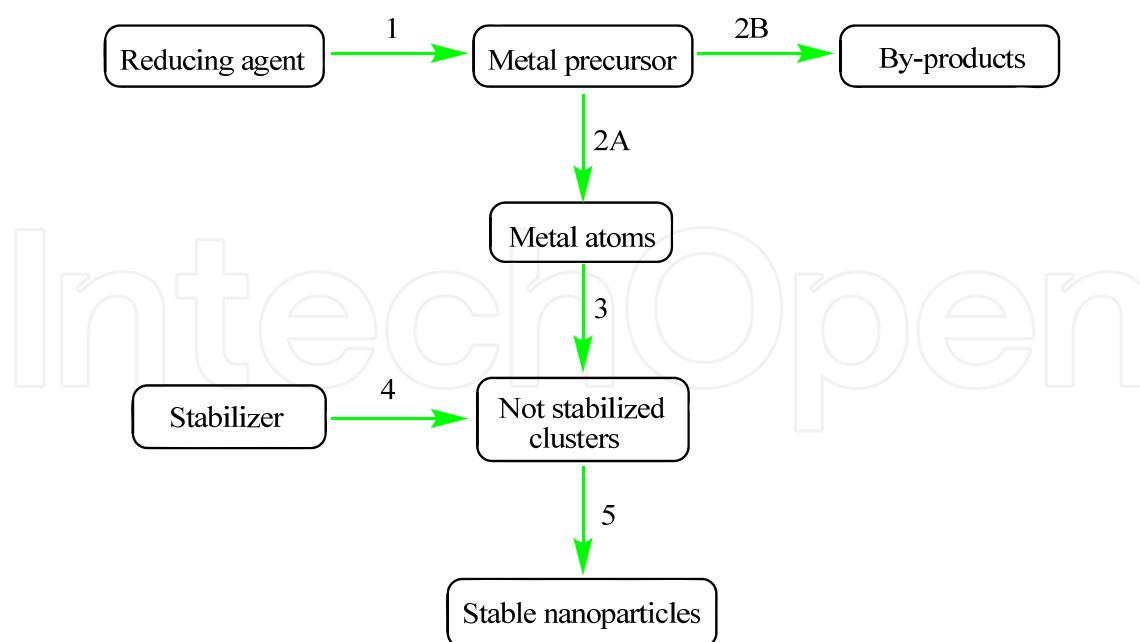 1
2B
Reducing agent
Metal precursor
By-products
2A
Metal atoms
3
4
Stabilizer
Not stabilized
clusters
5
Stable nanoparticles
IntechOpen